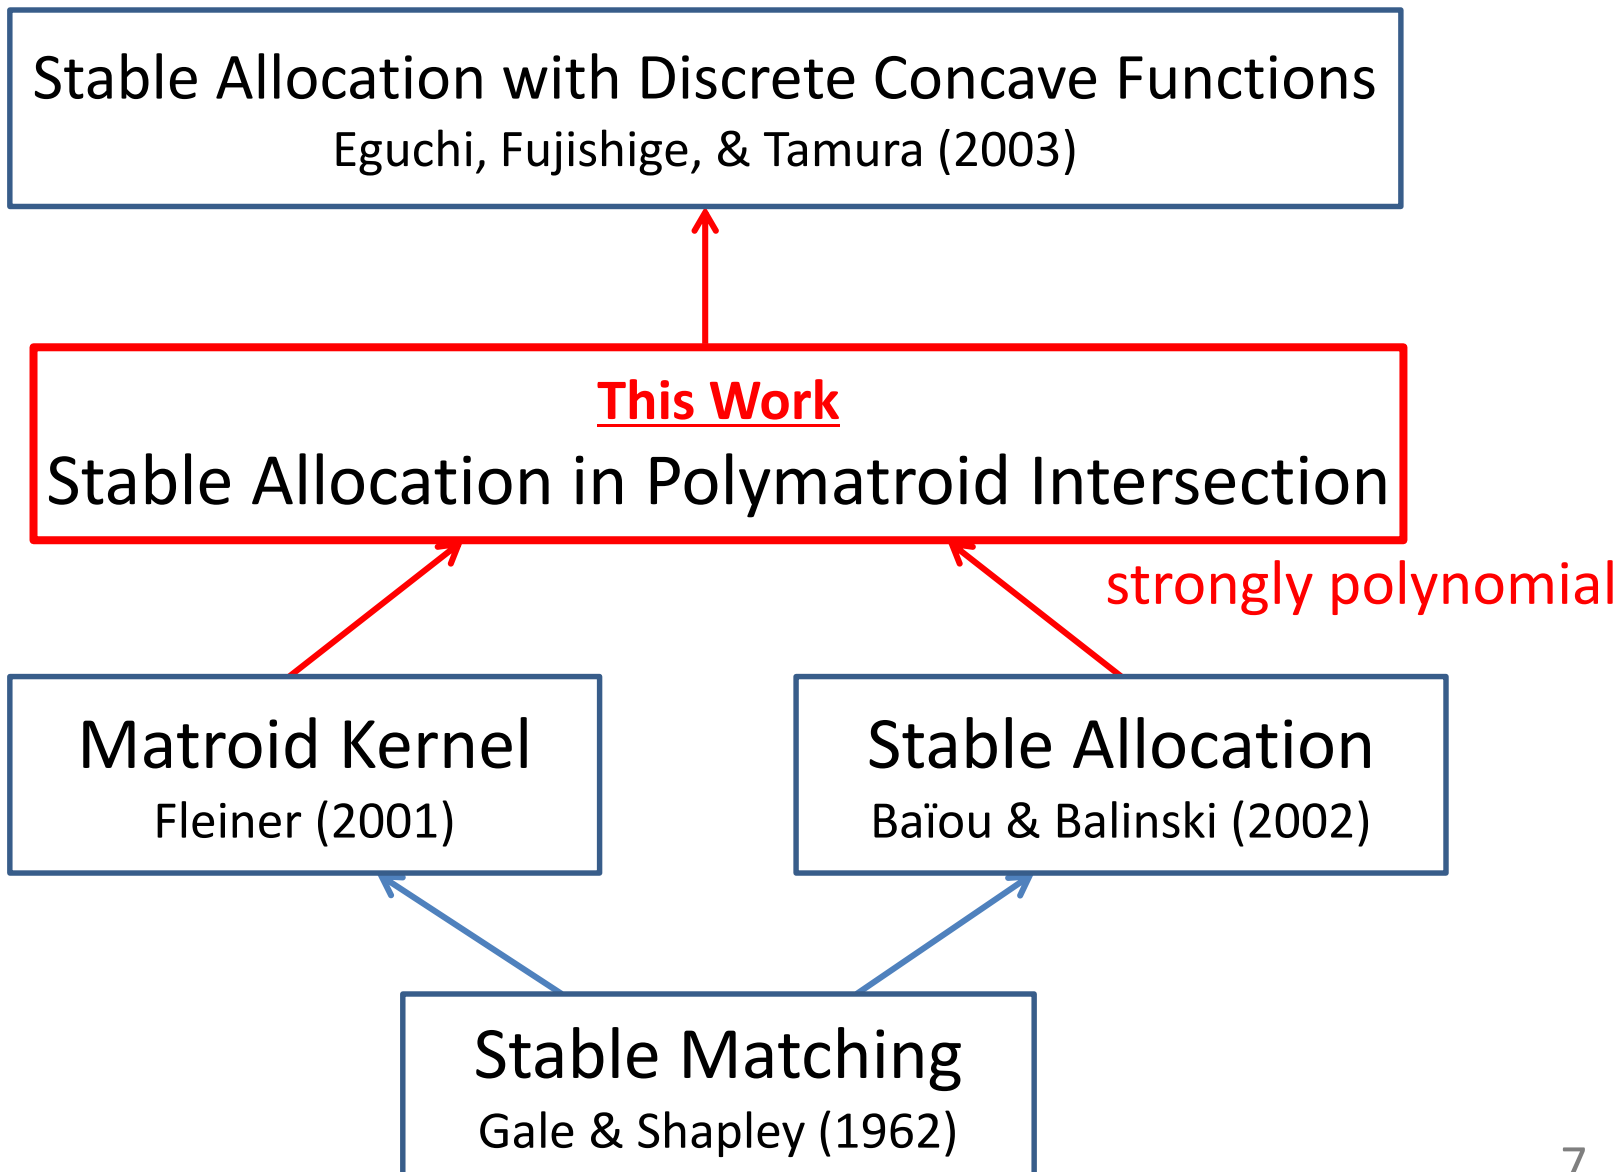 Stable Allocation with Discrete Concave Functions
Eguchi, Fujishige, & Tamura (2003)
This Work
Stable Allocation in Polymatroid Intersection
strongly polynomial
Matroid Kernel
Fleiner (2001)
Stable Allocation
Baïou & Balinski (2002)
Stable Matching
Gale & Shapley (1962)
7